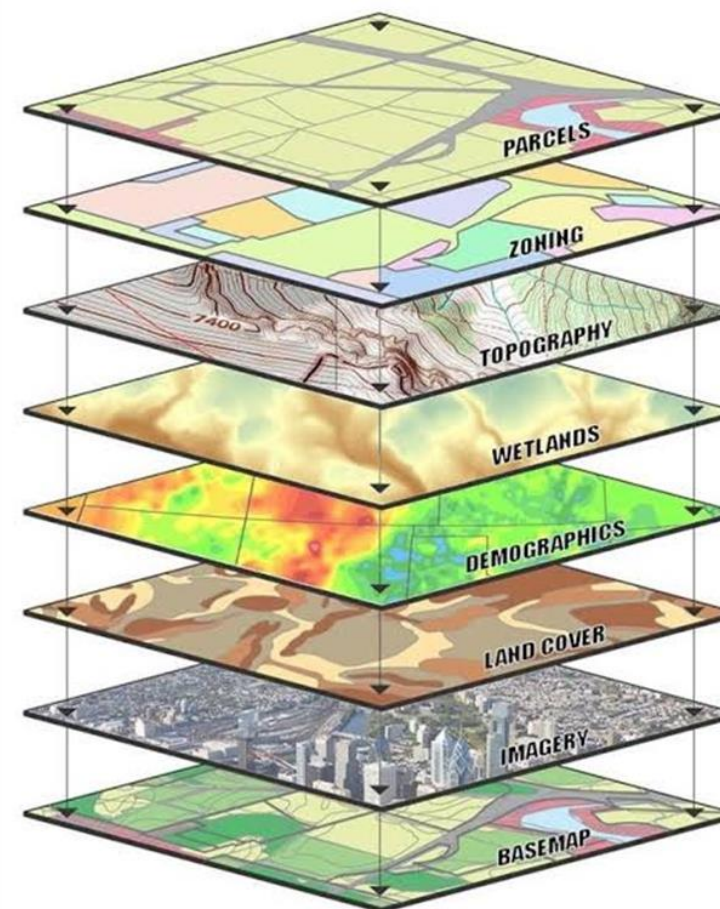 PARCELS
ZONING
7400
TOPOGRAPHY
WETLANDS
DEMOGRAPHICS
LAND COVER
IMAGERY
BASEMAP